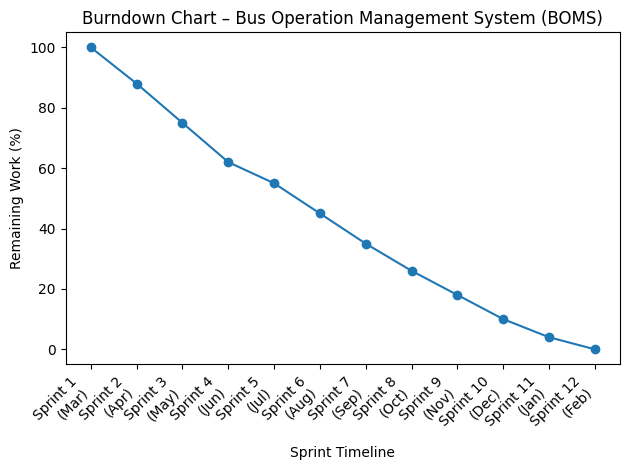 Burndown Chart – Bus Operation Management System (BOMS)
Remaining Work (%)
100
80
60
40
20
0
Sprint 1
(Mar)
Sprint 2
(Apr)
Sprint 3
(May)
Sprint 4
(Jun)
Sprint 5
(Jul)
Sprint 6
(Aug)
Sprint 7
(Sep)
Sprint 8
(Oct)
Sprint 9
(Nov)
Sprint 10
(Dec)
Sprint 11
(Jan)
Sprint 12
(Feb)
Sprint Timeline